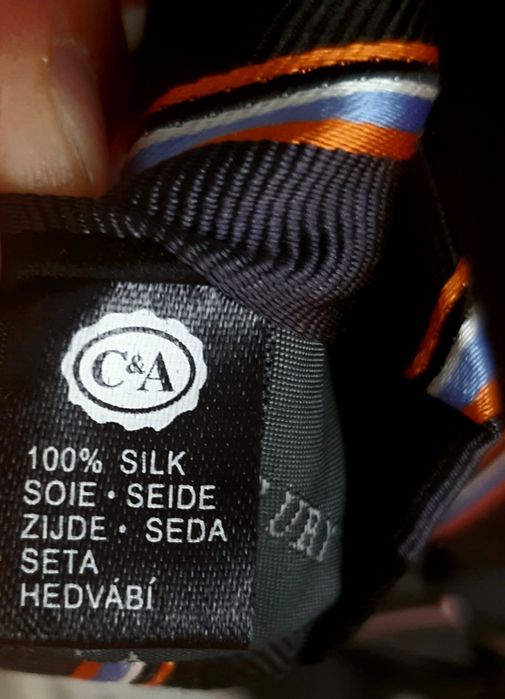 C&A
100% SILK
SOIE • SEIDE
ZIJDE • SEDA
SETA
HEDVÁBÍ